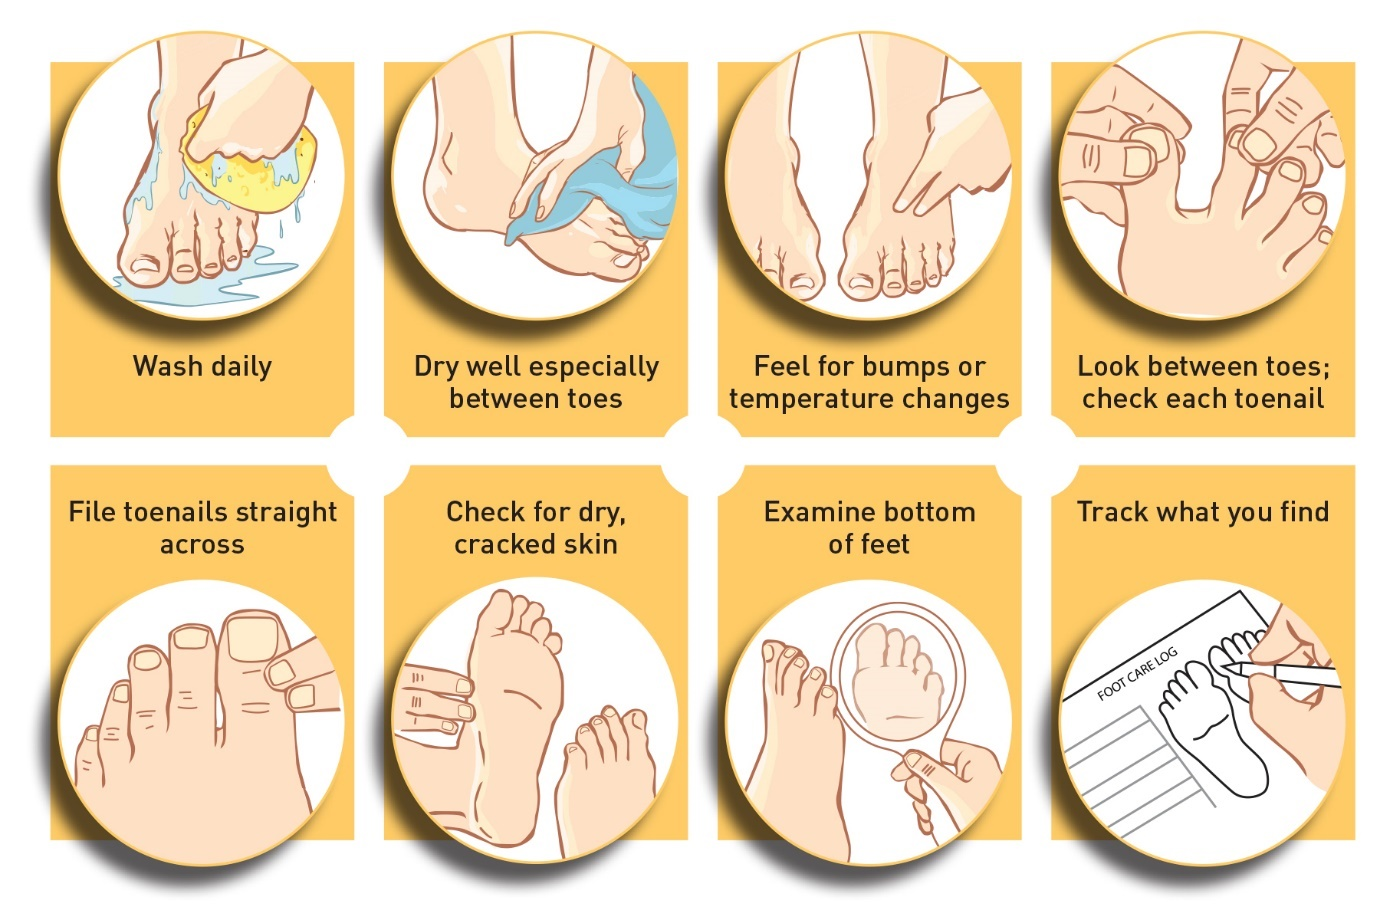 Wash daily
Dry well especially
between toes
Feel for bumps or
temperature changes
Look between toes;
check each toenail
File toenails straight
across
Check for dry,
cracked skin
Examine bottom
of feet
Track what you find
FOOT CARE LOG